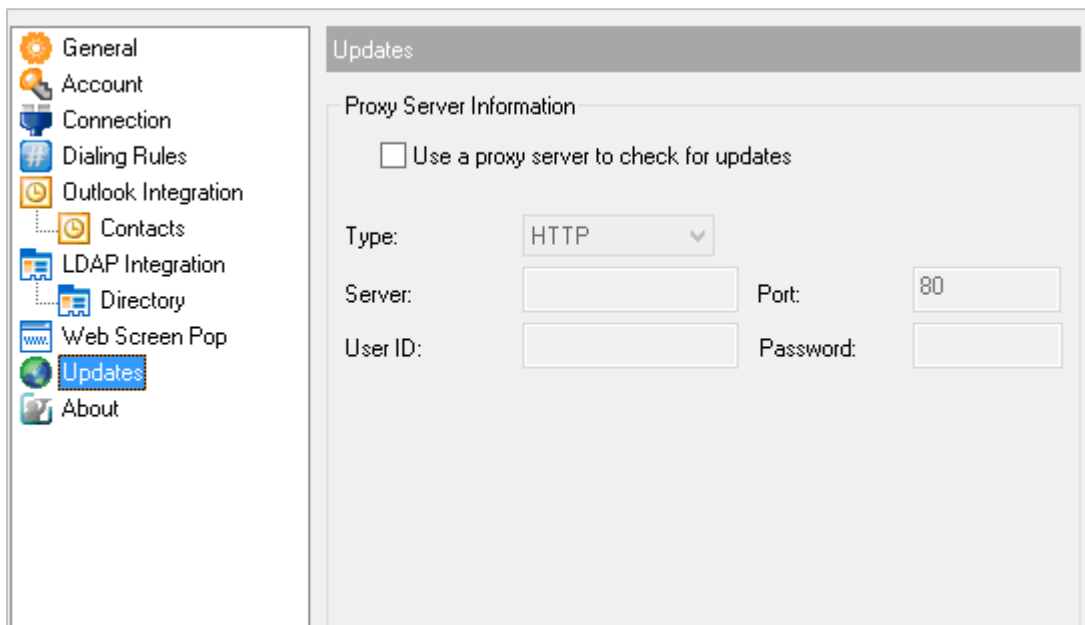 General
Account
Connection
Dialing Rules
Outlook Integration
Contacts
LDAP Integration
Directory
www.
Web Screen Pop
Updates
About
Updates
Proxy Server Information
Use a proxy server to check for updates
Type: HTTP
Server: Port: 80
User ID: Password: